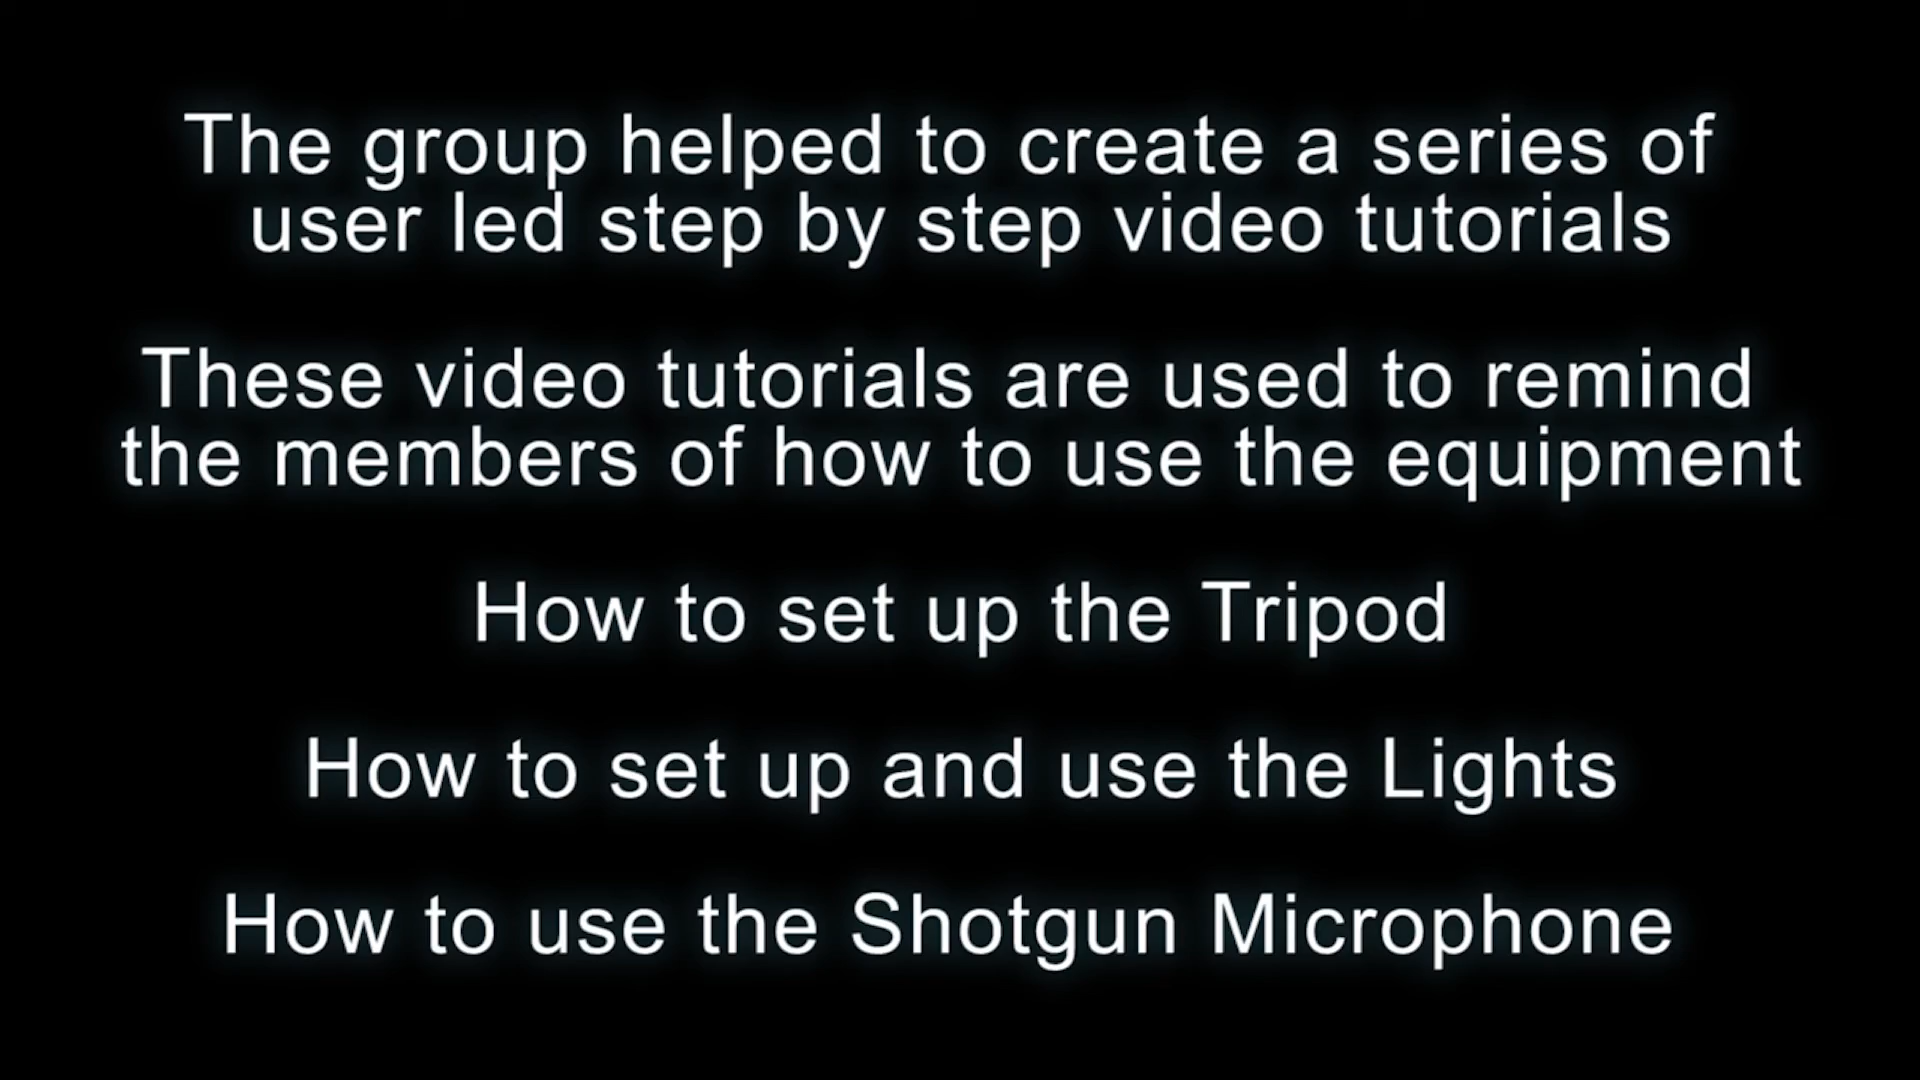 The group helped to create a series of
user led step by step video tutorials
These video tutorials are used to remind
the members of how to use the equipment
How to set up the Tripod
How to set up and use the Lights
How to use the Shotgun Microphone